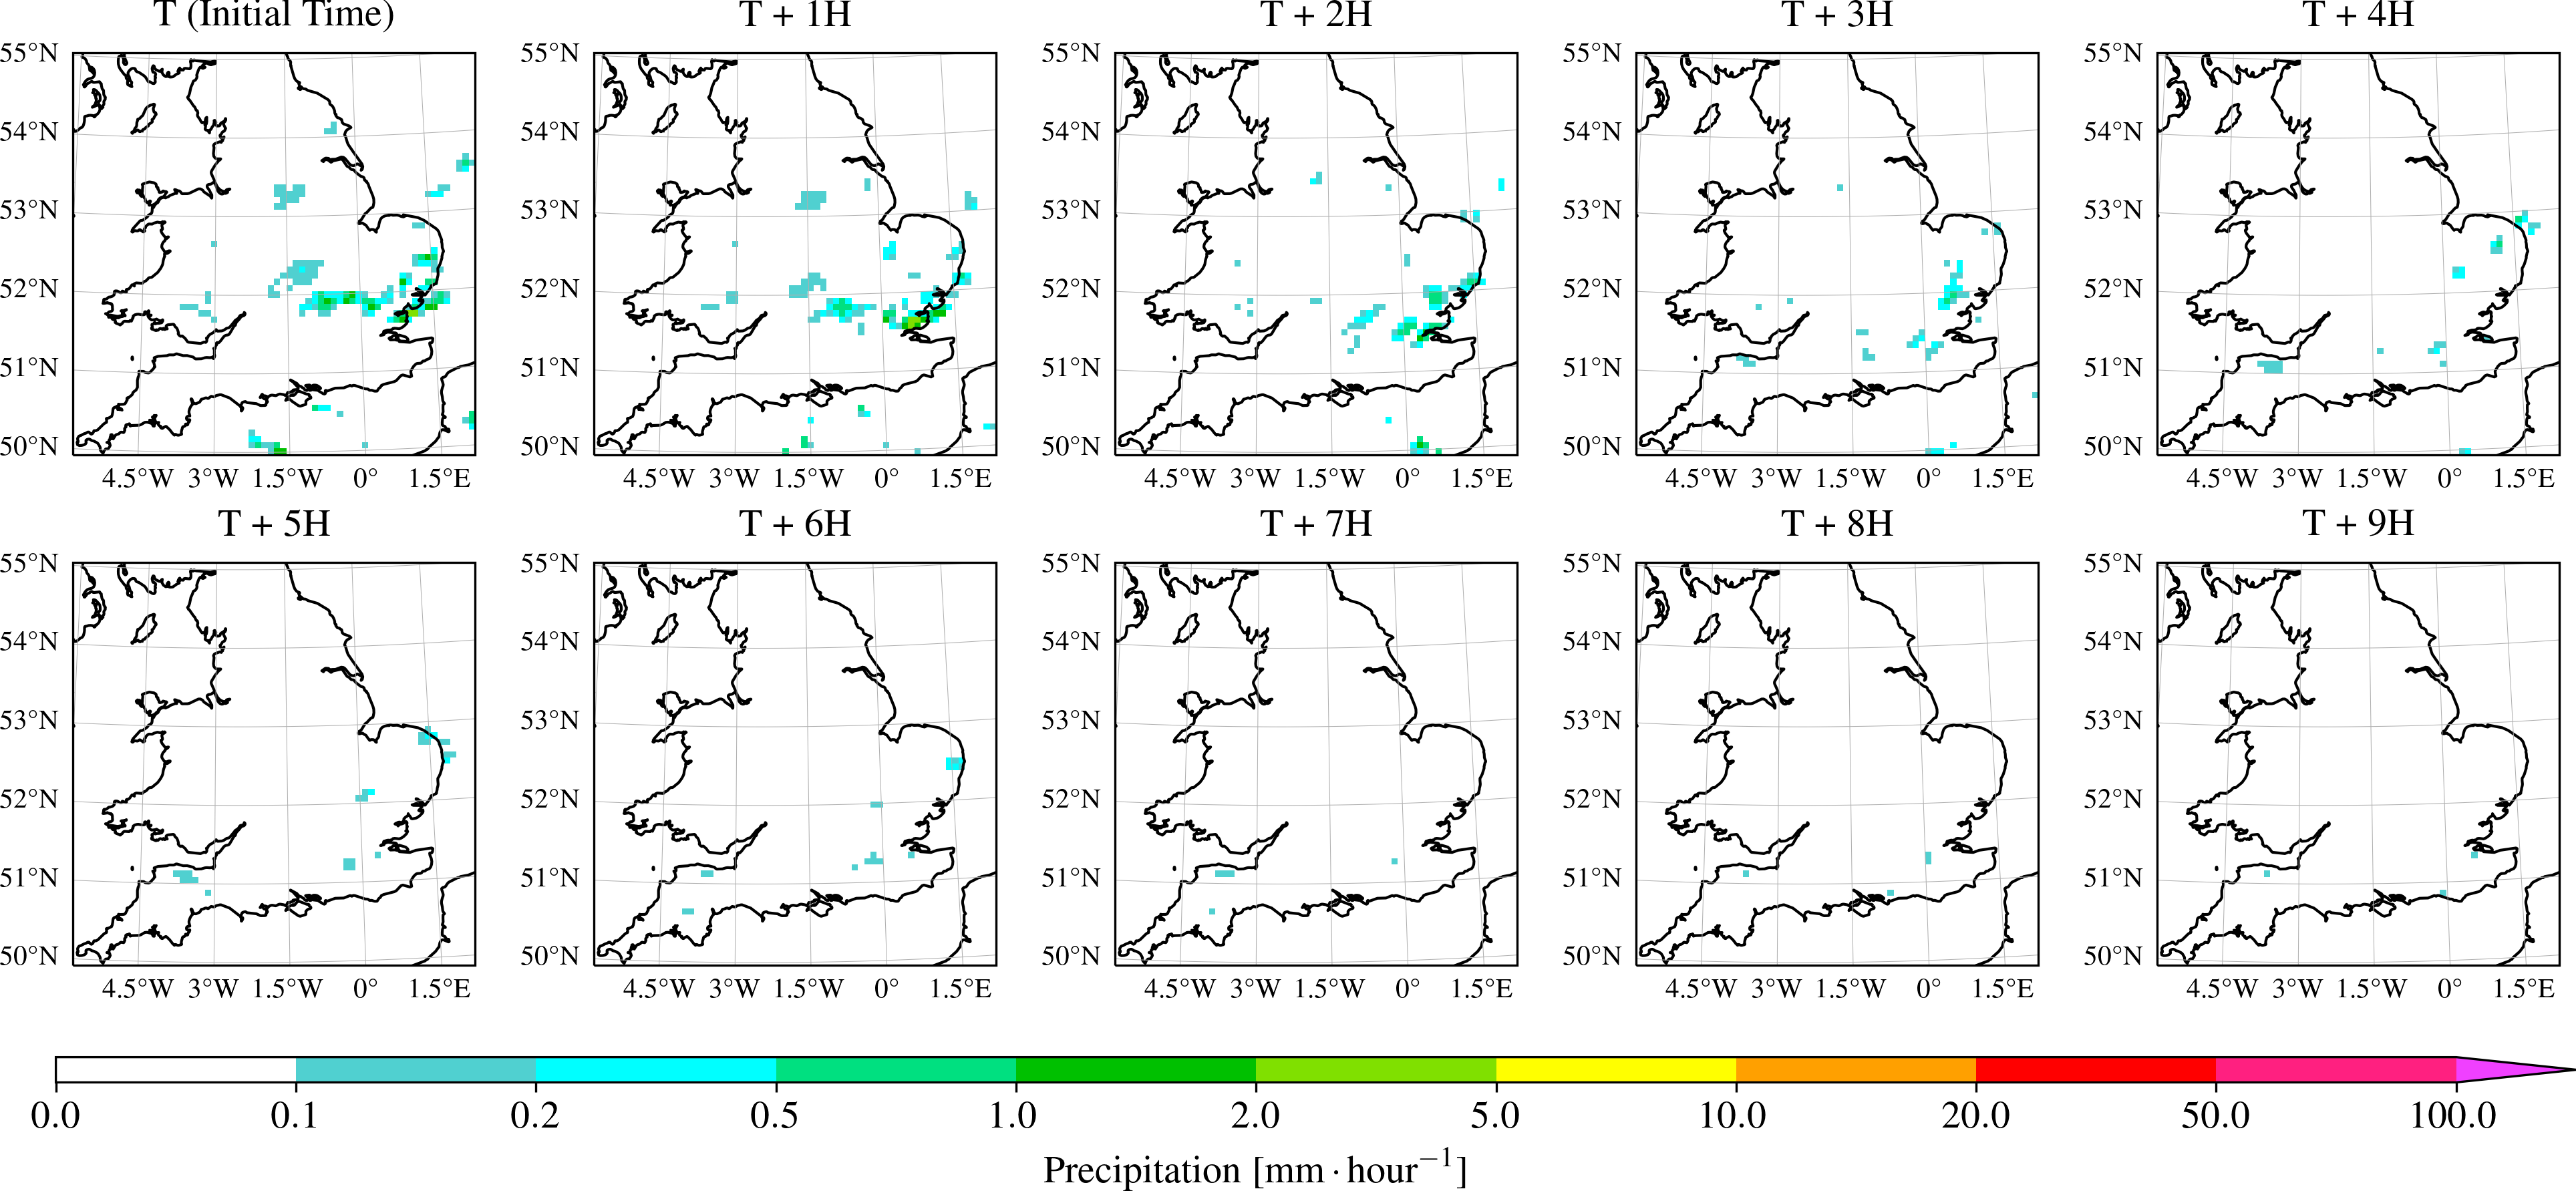 T (Initial Time) T + 1H T + 2H T + 3H T + 4H
55°N 55°N 55°N 55°N 55°N
54°N 54°N 54°N 54°N 54°N
53°N 53°N 53°N 53°N 53°N
52°N 52°N 52°N 52°N 52°N
51°N 51°N 51°N 51°N 51°N
50°N 50°N 50°N 50°N 50°N
4.5°W 3°W 1.5°W 0° 1.5°E 4.5°W 3°W 1.5°W 0° 1.5°E 4.5°W 3°W 1.5°W 0° 1.5°E 4.5°W 3°W 1.5°W 0° 1.5°E 4.5°W 3°W 1.5°W 0° 1.5°E
T + 5H T + 6H T + 7H T + 8H T + 9H
55°N 55°N 55°N 55°N 55°N
54°N 54°N 54°N 54°N 54°N
53°N 53°N 53°N 53°N 53°N
52°N 52°N 52°N 52°N 52°N
51°N 51°N 51°N 51°N 51°N
50°N 50°N 50°N 50°N 50°N
4.5°W 3°W 1.5°W 0° 1.5°E 4.5°W 3°W 1.5°W 0° 1.5°E 4.5°W 3°W 1.5°W 0° 1.5°E 4.5°W 3°W 1.5°W 0° 1.5°E 4.5°W 3°W 1.5°W 0° 1.5°E
0.0 0.1 0.2 0.5 1.0 2.0 5.0 10.0 20.0 50.0 100.0
Precipitation [mm · hour⁻¹]